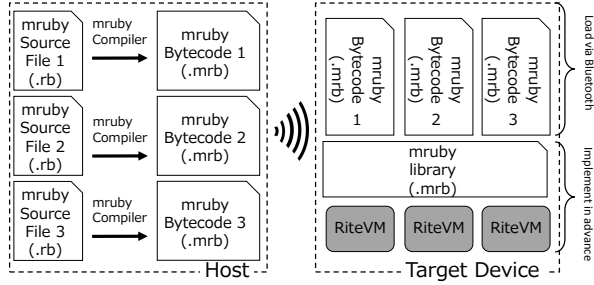 mruby
Source
File 1
(.rb)
mruby
Compiler
mruby
Bytecode 1
(.mrb)
mruby
Source
File 2
(.rb)
mruby
Compiler
mruby
Bytecode 2
(.mrb)
mruby
Source
File 3
(.rb)
mruby
Compiler
mruby
Bytecode 3
(.mrb)
Host
mruby
Bytecode
(.mrb)
1
mruby
Bytecode
(.mrb)
2
mruby
Bytecode
(.mrb)
3
mruby
library
(.mrb)
RiteVM
RiteVM
RiteVM
Target Device
Load via Bluetooth
Implement in advance